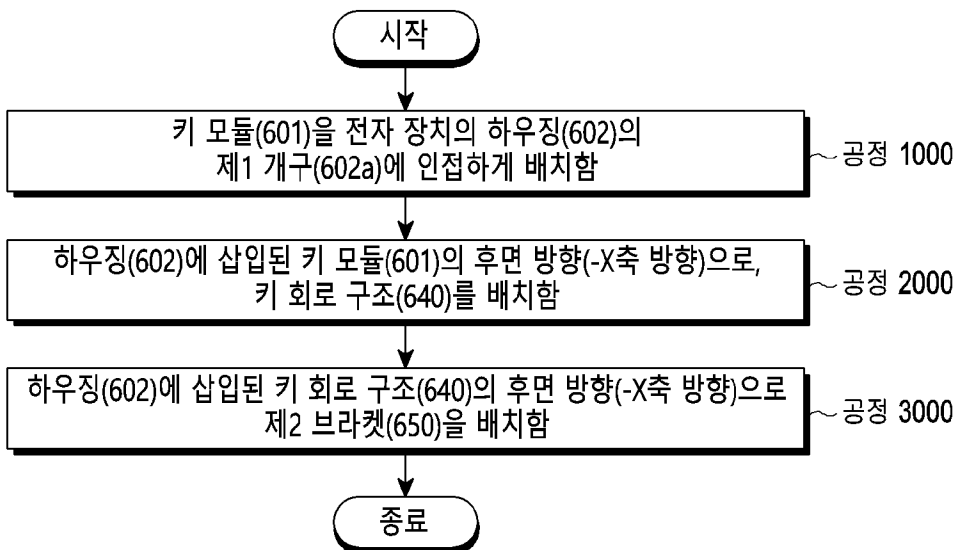 시작
키 모듈(601)을 전자 장치의 하우징(602)의
제1 개구(602a)에 인접하게 배치함
공정 1000
하우징(602)에 삽입된 키 모듈(601)의 후면 방향(-X축 방향)으로,
키 회로 구조(640)를 배치함
공정 2000
하우징(602)에 삽입된 키 회로 구조(640)의 후면 방향(-X축 방향)으로
제2 브라켓(650)을 배치함
공정 3000
종료